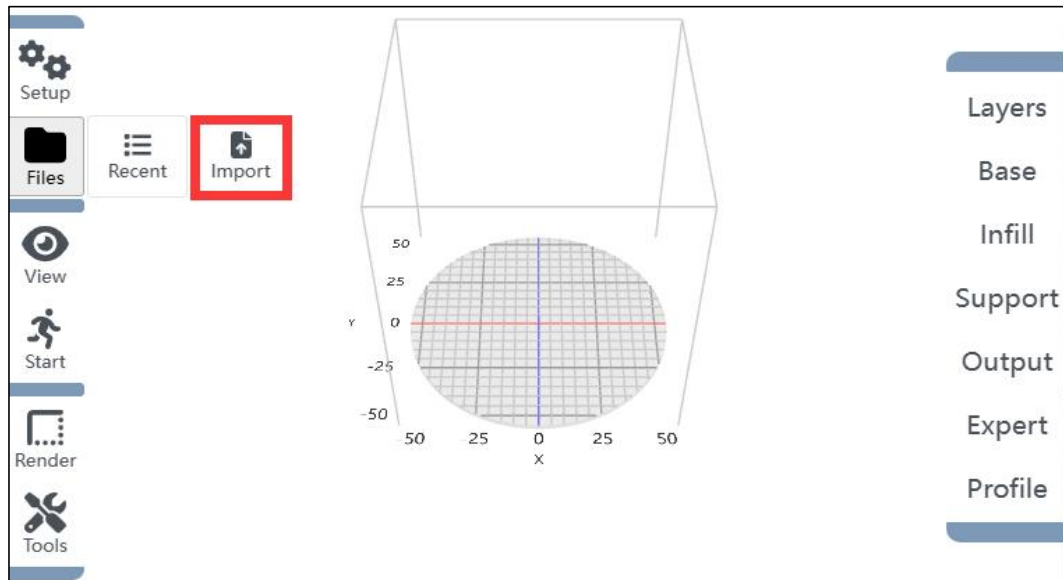 Setup
Files
Recent
Import
View
Start
Render
Tools
50
25
Y
0
-25
-50
50
25
0
25
50
X
Layers
Base
Infill
Support
Output
Expert
Profile